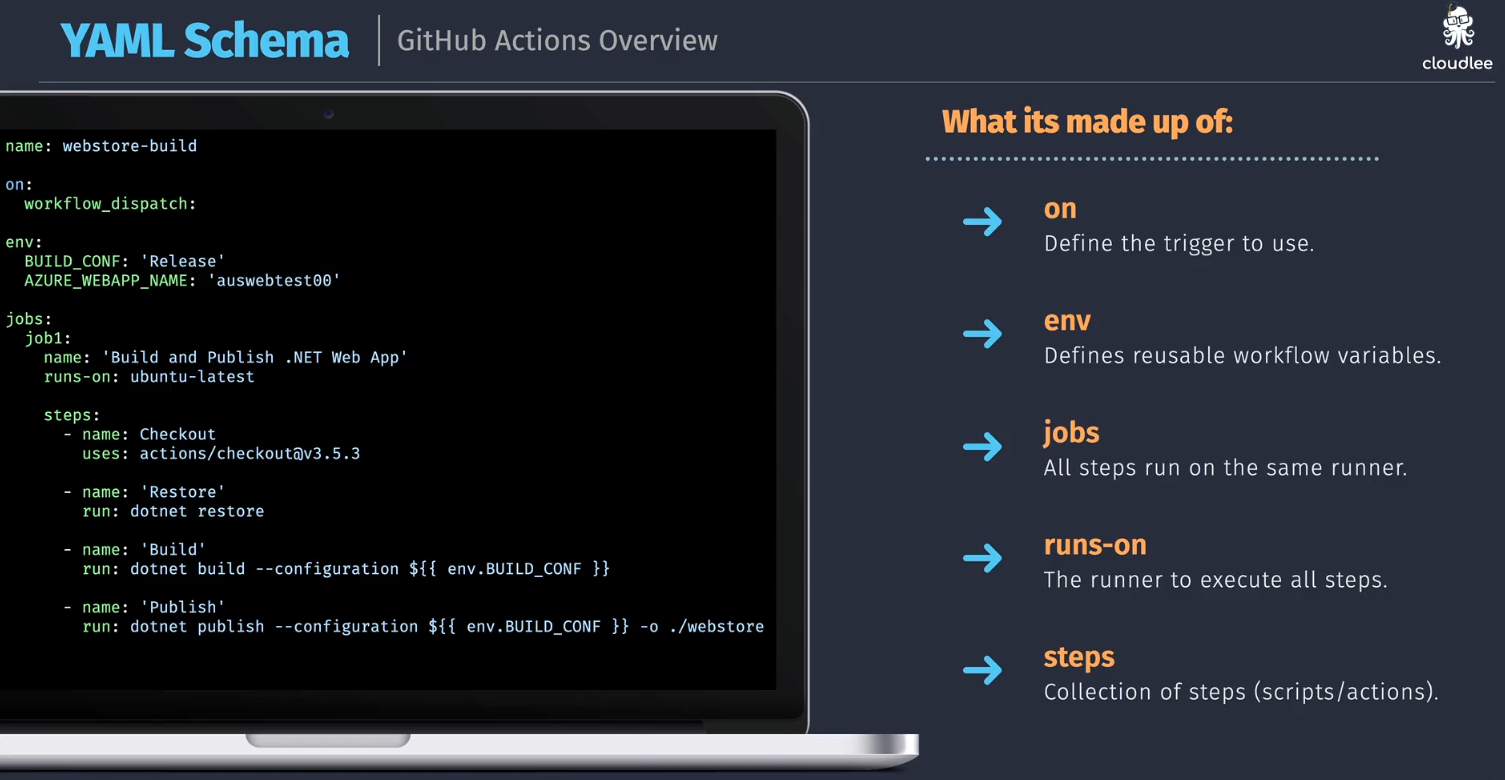 YAML Schema
GitHub Actions Overview
cloudlee
name: webstore-build
on:
workflow_dispatch:
env:
BUILD_CONF: 'Release'
AZURE_WEBAPP_NAME: 'auswebtest00'
jobs:
job1:
name: 'Build and Publish .NET Web App'
runs-on: ubuntu-latest
steps:
- name: Checkout
uses: actions/checkout@v3.5.3
- name: 'Restore'
run: dotnet restore
- name: 'Build'
run: dotnet build --configuration ${{ env.BUILD_CONF }}
- name: 'Publish'
run: dotnet publish --configuration ${{ env.BUILD_CONF }} -o ./webstore
What its made up of:
on
Define the trigger to use.
env
Defines reusable workflow variables.
jobs
All steps run on the same runner.
runs-on
The runner to execute all steps.
steps
Collection of steps (scripts/actions).